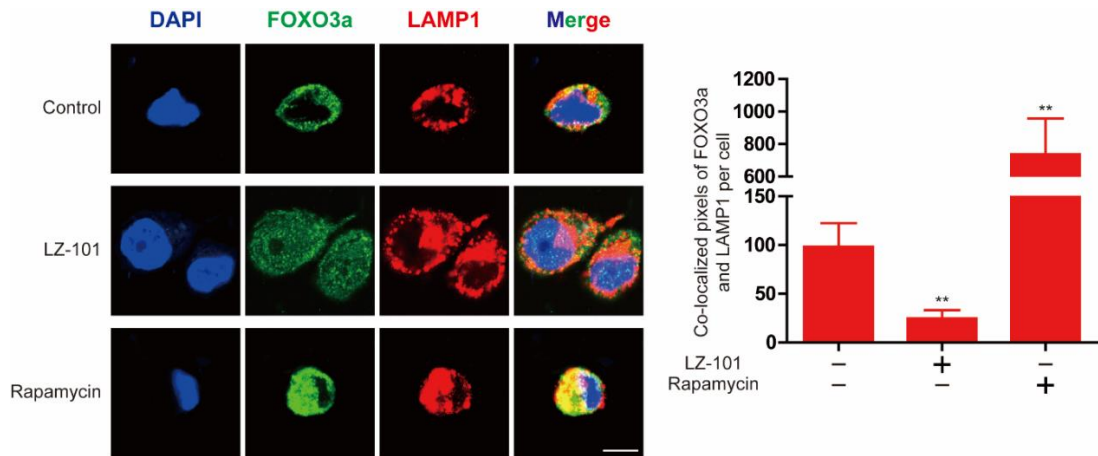 DAPI FOXO3a LAMP1 Merge
Control
LZ-101
Rapamycin
Co-localized pixels of FOXO3a
and LAMP1 per cell
1200
1000
800
600
150
100
50
0
**
**
LZ-101 – + –
Rapamycin – – +